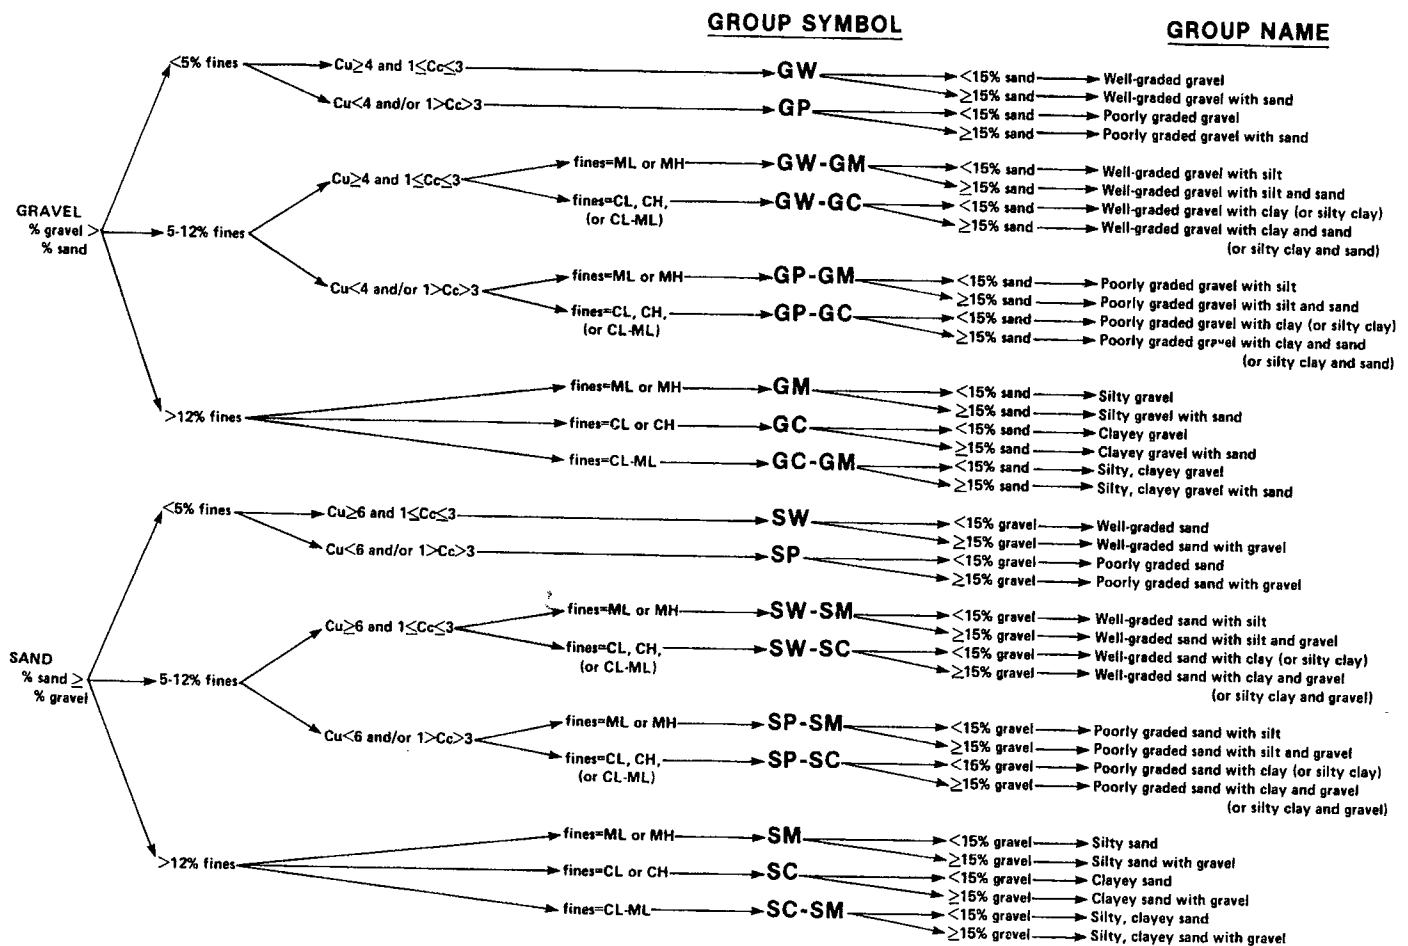 GROUP SYMBOL
GROUP NAME
<5% fines
Cu≥4 and 1≤Cc≤3
GW
<15% sand
Well-graded gravel
≥15% sand
Well-graded gravel with sand
Cu<4 and/or 1>Cc>3
GP
<15% sand
Poorly graded gravel
≥15% sand
Poorly graded gravel with sand
GRAVEL
% gravel >
% sand
5-12% fines
Cu≥4 and 1≤Cc≤3
fines=ML or MH
GW-GM
<15% sand
Well-graded gravel with silt
≥15% sand
Well-graded gravel with silt and sand
fines=CL, CH,
(or CL-ML)
GW-GC
<15% sand
Well-graded gravel with clay (or silty clay)
≥15% sand
Well-graded gravel with clay and sand
(or silty clay and sand)
Cu<4 and/or 1>Cc>3
fines=ML or MH
GP-GM
<15% sand
Poorly graded gravel with silt
≥15% sand
Poorly graded gravel with silt and sand
fines=CL, CH,
(or CL-ML)
GP-GC
<15% sand
Poorly graded gravel with clay (or silty clay)
≥15% sand
Poorly graded gravel with clay and sand
(or silty clay and sand)
>12% fines
fines=ML or MH
GM
<15% sand
Silty gravel
≥15% sand
Silty gravel with sand
fines=CL or CH
GC
<15% sand
Clayey gravel
≥15% sand
Clayey gravel with sand
fines=CL-ML
GC-GM
<15% sand
Silty, clayey gravel
≥15% sand
Silty, clayey gravel with sand
<5% fines
Cu≥6 and 1≤Cc≤3
SW
<15% gravel
Well-graded sand
≥15% gravel
Well-graded sand with gravel
Cu<6 and/or 1>Cc>3
SP
<15% gravel
Poorly graded sand
≥15% gravel
Poorly graded sand with gravel
SAND
% sand ≥
% gravel
5-12% fines
Cu≥6 and 1≤Cc≤3
fines=ML or MH
SW-SM
<15% gravel
Well-graded sand with silt
≥15% gravel
Well-graded sand with silt and gravel
fines=CL, CH,
(or CL-ML)
SW-SC
<15% gravel
Well-graded sand with clay (or silty clay)
≥15% gravel
Well-graded sand with clay and gravel
(or silty clay and gravel)
Cu<6 and/or 1>Cc>3
fines=ML or MH
SP-SM
<15% gravel
Poorly graded sand with silt
≥15% gravel
Poorly graded sand with silt and gravel
fines=CL, CH,
(or CL-ML)
SP-SC
<15% gravel
Poorly graded sand with clay (or silty clay)
≥15% gravel
Poorly graded sand with clay and gravel
(or silty clay and gravel)
>12% fines
fines=ML or MH
SM
<15% gravel
Silty sand
≥15% gravel
Silty sand with gravel
fines=CL or CH
SC
<15% gravel
Clayey sand
≥15% gravel
Clayey sand with gravel
fines=CL-ML
SC-SM
<15% gravel
Silty, clayey sand
≥15% gravel
Silty, clayey sand with gravel